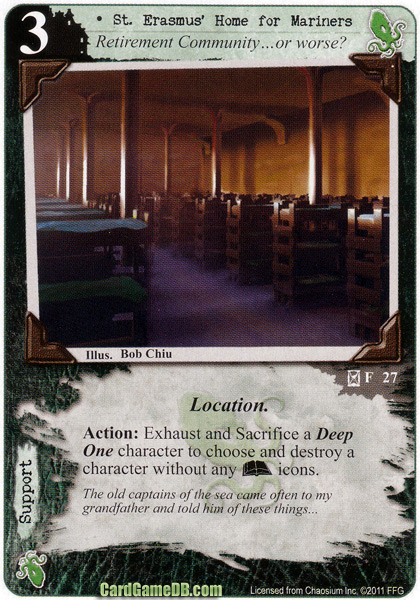 3
• St. Erasmus' Home for Mariners
Retirement Community...or worse?
Illus. Bob Chiu
F 27
Location.
Action: Exhaust and Sacrifice a Deep
One character to choose and destroy a
character without any icons.
The old captains of the sea came often to my
grandfather and told him of these things...
Support
CardGameDB.com
Licensed from Chaosium Inc. ©2011 FFG